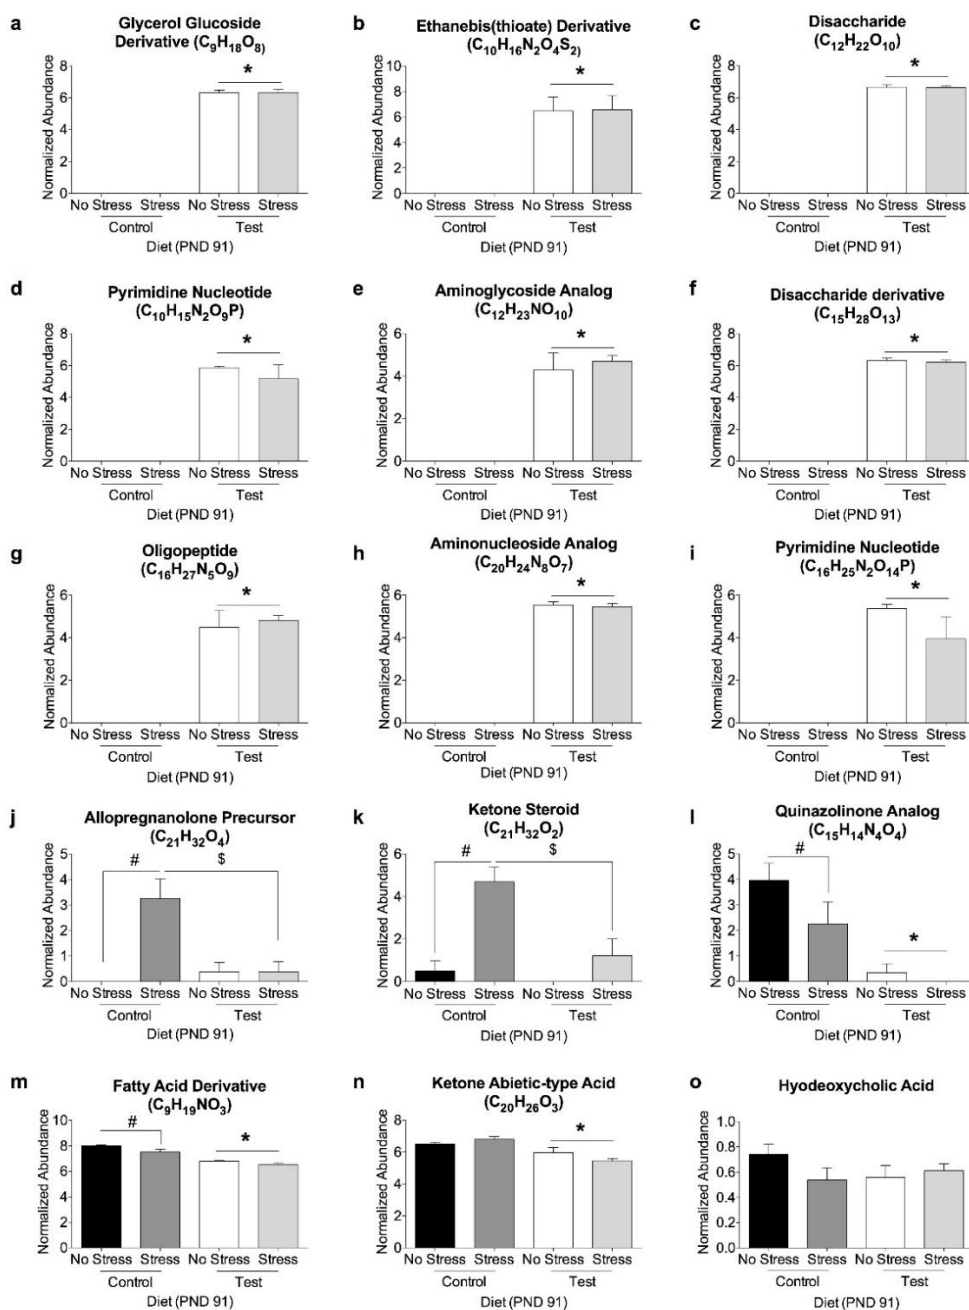 a
Glycerol Glucoside
Derivative (C₉H₁₈O₈)
Normalized Abundance
8
6
4
2
0
*
No Stress Stress No Stress Stress
Control Test
Diet (PND 91)
b
Ethanebis(thioate) Derivative
(C₁₀H₁₆N₂O₄S₂)
Normalized Abundance
10
8
6
4
2
0
*
No Stress Stress No Stress Stress
Control Test
Diet (PND 91)
c
Disaccharide
(C₁₂H₂₂O₁₀)
Normalized Abundance
8
6
4
2
0
*
No Stress Stress No Stress Stress
Control Test
Diet (PND 91)
d
Pyrimidine Nucleotide
(C₁₀H₁₅N₂O₉P)
Normalized Abundance
8
6
4
2
0
*
No Stress Stress No Stress Stress
Control Test
Diet (PND 91)
e
Aminoglycoside Analog
(C₁₂H₂₃NO₁₀)
Normalized Abundance
6
4
2
0
*
No Stress Stress No Stress Stress
Control Test
Diet (PND 91)
f
Disaccharide derivative
(C₁₅H₂₈O₁₃)
Normalized Abundance
8
6
4
2
0
*
No Stress Stress No Stress Stress
Control Test
Diet (PND 91)
g
Oligopeptide
(C₁₆H₂₇N₅O₉)
Normalized Abundance
6
4
2
0
*
No Stress Stress No Stress Stress
Control Test
Diet (PND 91)
h
Aminonucleoside Analog
(C₂₀H₂₄N₈O₇)
Normalized Abundance
6
4
2
0
*
No Stress Stress No Stress Stress
Control Test
Diet (PND 91)
i
Pyrimidine Nucleotide
(C₁₆H₂₅N₂O₁₄P)
Normalized Abundance
6
4
2
0
*
No Stress Stress No Stress Stress
Control Test
Diet (PND 91)
j
Allopregnanolone Precursor
(C₂₁H₃₂O₄)
Normalized Abundance
5
4
3
2
1
0
# $
No Stress Stress No Stress Stress
Control Test
Diet (PND 91)
k
Ketone Steroid
(C₂₁H₃₂O₂)
Normalized Abundance
6
4
2
0
# $
No Stress Stress No Stress Stress
Control Test
Diet (PND 91)
l
Quinazolinone Analog
(C₁₅H₁₄N₄O₄)
Normalized Abundance
5
4
3
2
1
0
# *
No Stress Stress No Stress Stress
Control Test
Diet (PND 91)
m
Fatty Acid Derivative
(C₉H₁₉NO₃)
Normalized Abundance
10
8
6
4
2
0
# *
No Stress Stress No Stress Stress
Control Test
Diet (PND 91)
n
Ketone Abietic-type Acid
(C₂₀H₂₆O₃)
Normalized Abundance
10
8
6
4
2
0
*
No Stress Stress No Stress Stress
Control Test
Diet (PND 91)
o
Hyodeoxycholic Acid
Normalized Abundance
1.0
0.8
0.6
0.4
0.2
0.0
No Stress Stress No Stress Stress
Control Test
Diet (PND 91)